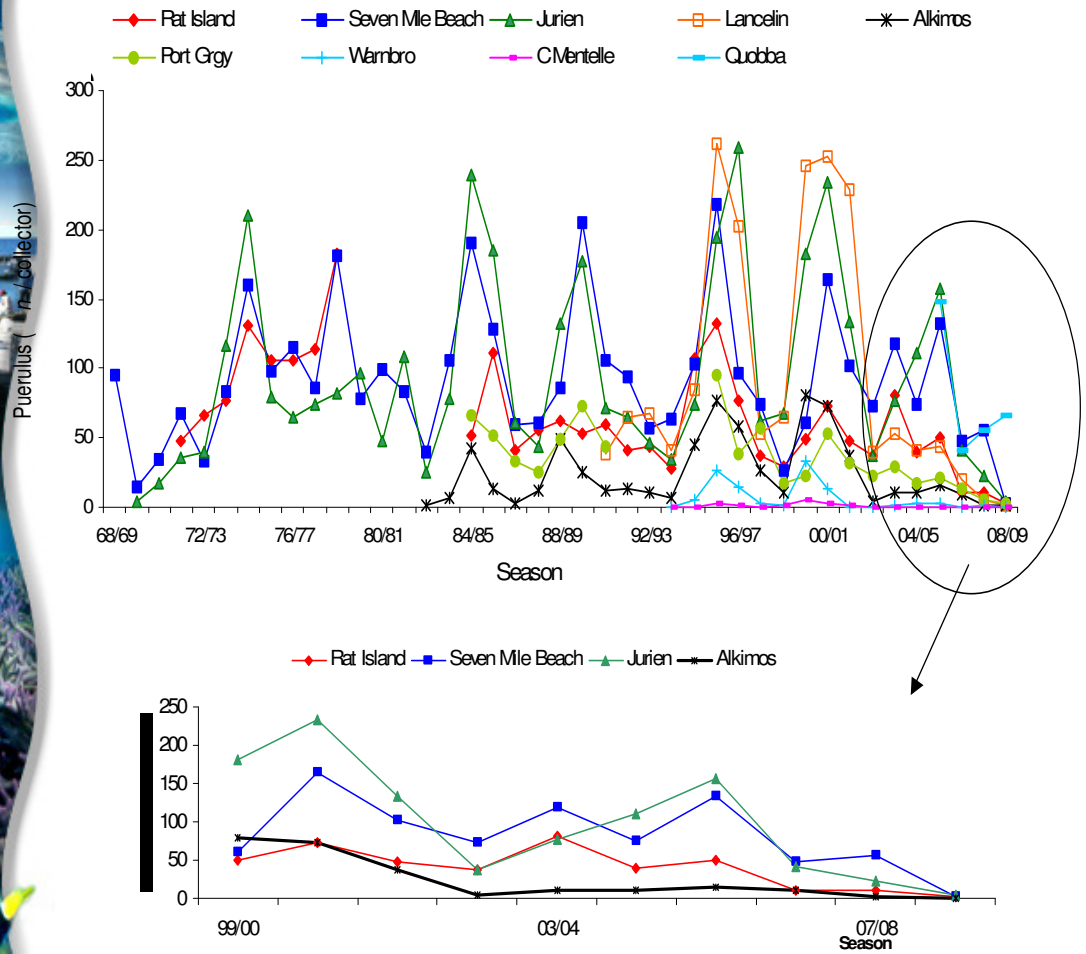 Rat Island Seven Mile Beach Jurien Lancelin Alkimos
Port Grgy Warnbro C Mentelle Quobba
300
250
200
150
100
50
0
Puerulus ( n / collector)
68/69 72/73 76/77 80/81 84/85 88/89 92/93 96/97 00/01 04/05 08/09
Season
Rat Island Seven Mile Beach Jurien Alkimos
250
200
150
100
50
0
99/00 03/04 07/08
Season